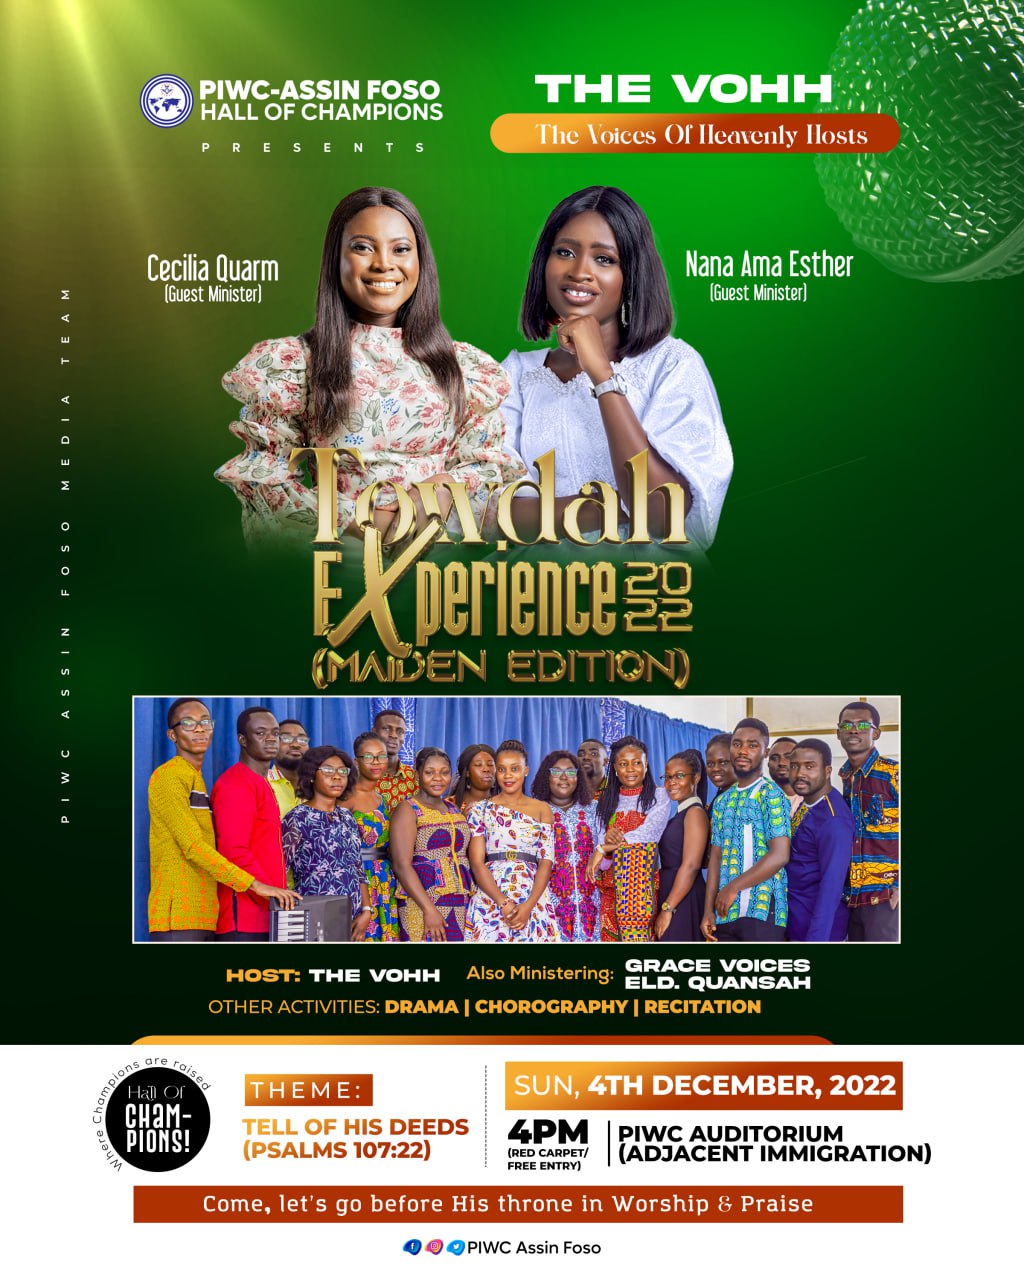 PIWC-ASSIN FOSO
HALL OF CHAMPIONS
PRESENTS
THE VOHH
The Voices Of Heavenly Hosts
Cecilia Quarm
(Guest Minister)
Nana Ama Esther
(Guest Minister)
PIWC ASSIN FOSO MEDIA TEAM
Towdah
EXperience 2022
(MAIDEN EDITION)
HOST: THE VOHH
Also Ministering: GRACE VOICES
ELD. QUANSAH
OTHER ACTIVITIES: DRAMA | CHOROGRAPHY | RECITATION
Where Champions are raised
Hall Of
CHAM-
PIONS!
THEME:
TELL OF HIS DEEDS
(PSALMS 107:22)
SUN, 4TH DECEMBER, 2022
4PM
(RED CARPET/
FREE ENTRY)
PIWC AUDITORIUM
(ADJACENT IMMIGRATION)
Come, let's go before His throne in Worship & Praise
PIWC Assin Foso